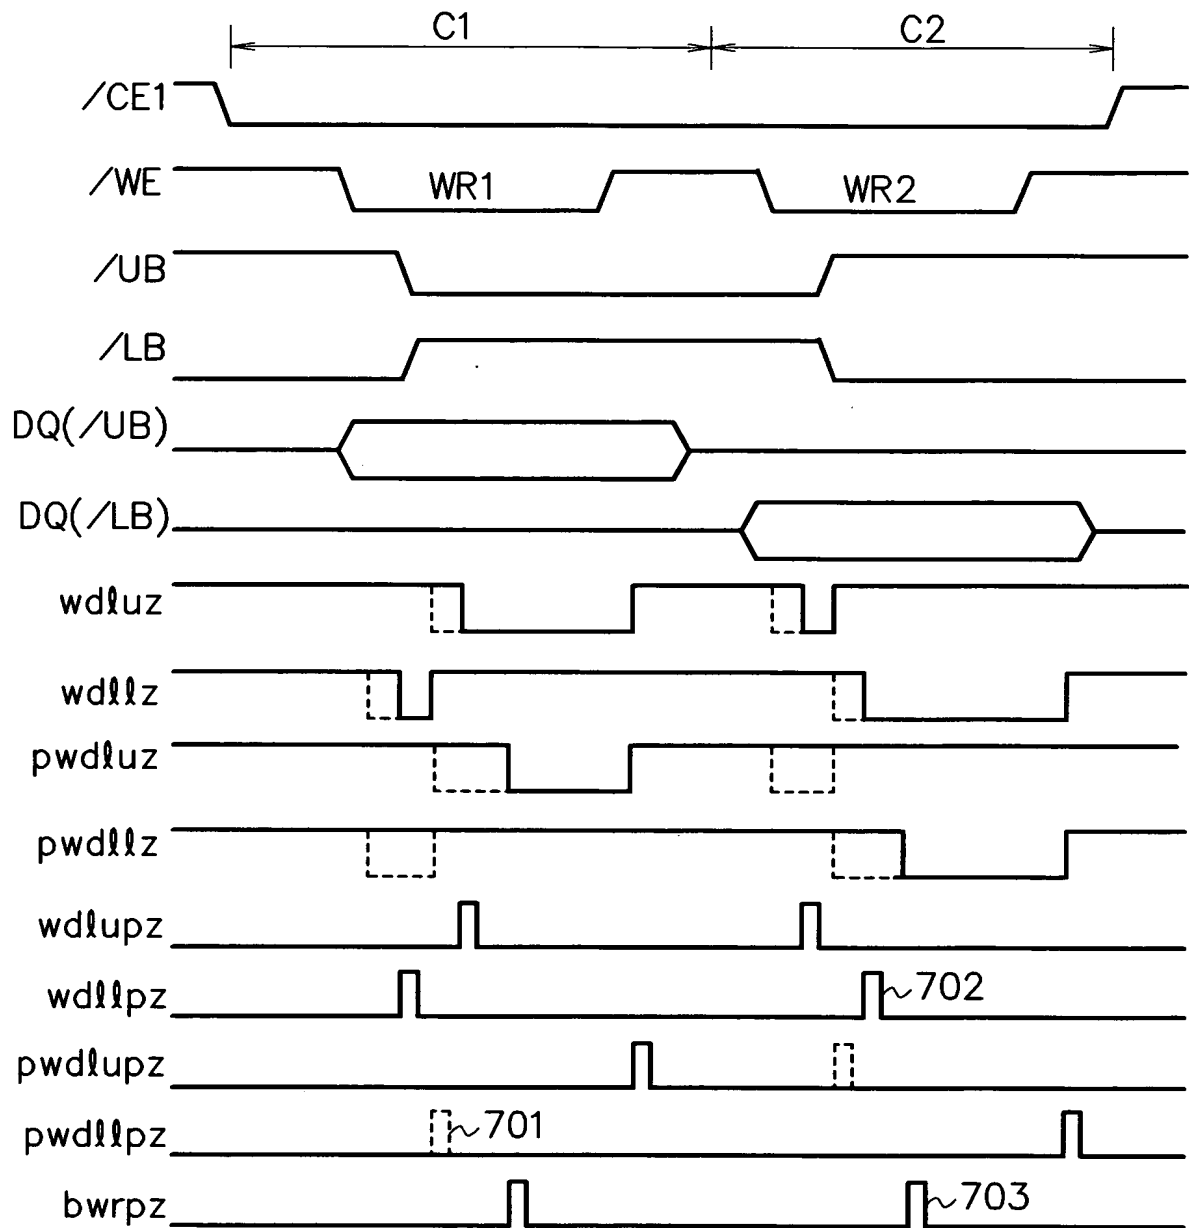 C1 C2
/CE1
/WE WR1 WR2
/UB
/LB
DQ(/UB)
DQ(/LB)
wdℓuz
wdℓℓz
pwdℓuz
pwdℓℓz
wdℓupz
wdℓℓpz 702
pwdℓupz
pwdℓℓpz 701
bwrpz 703